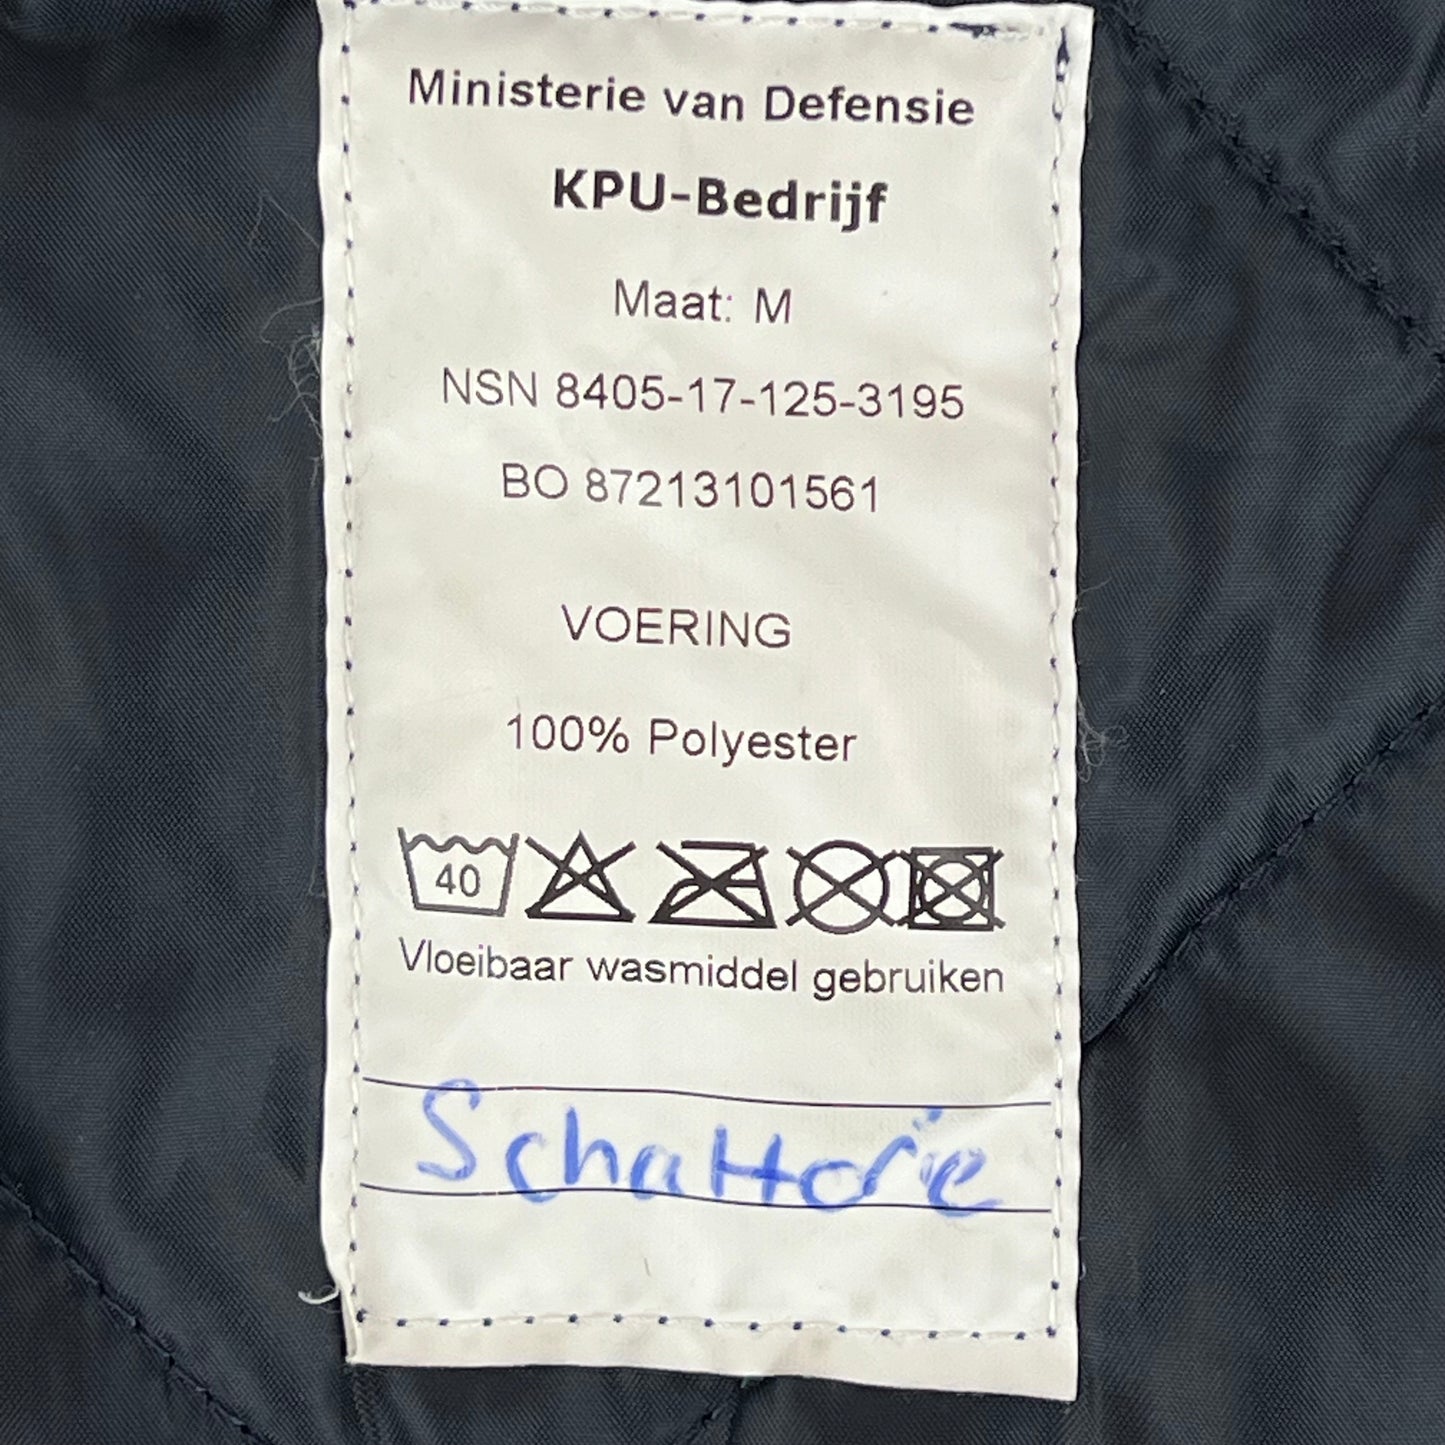 Ministerie van Defensie
KPU-Bedrijf
Maat: M
NSN 8405-17-125-3195
BO 87213101561
VOERING
100% Polyester
40
Vloeibaar wasmiddel gebruiken
Schattorie